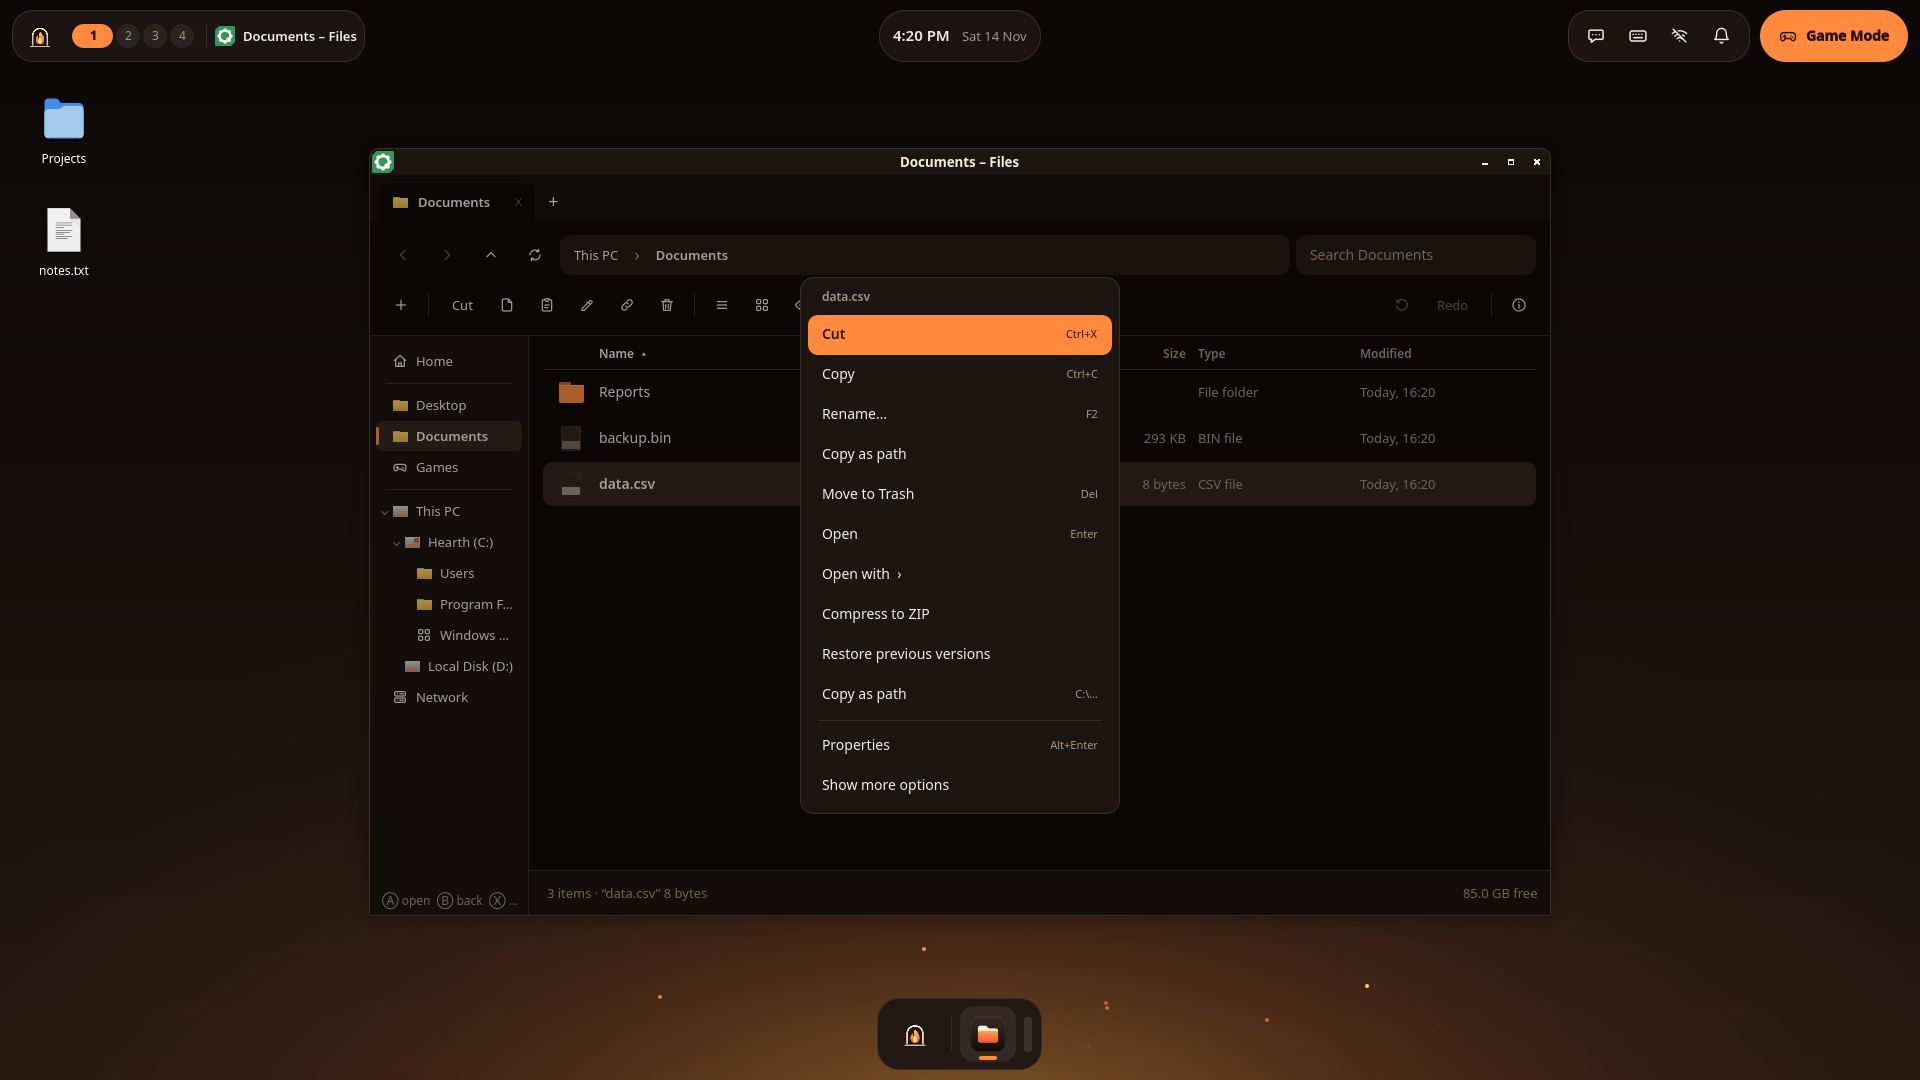 1 2 3 4 Documents – Files
4:20 PM Sat 14 Nov
Game Mode
Projects
notes.txt
Documents – Files
Documents X +
This PC › Documents
Search Documents
Cut
Redo
data.csv
Cut Ctrl+X
Copy Ctrl+C
Rename... F2
Copy as path
Move to Trash Del
Open Enter
Open with ›
Compress to ZIP
Restore previous versions
Copy as path C:\...
Properties Alt+Enter
Show more options
Home
Desktop
Documents
Games
This PC
Hearth (C:)
Users
Program F...
Windows ...
Local Disk (D:)
Network
A open B back X ...
Name Size Type Modified
Reports File folder Today, 16:20
backup.bin 293 KB BIN file Today, 16:20
data.csv 8 bytes CSV file Today, 16:20
3 items · “data.csv” 8 bytes
85.0 GB free